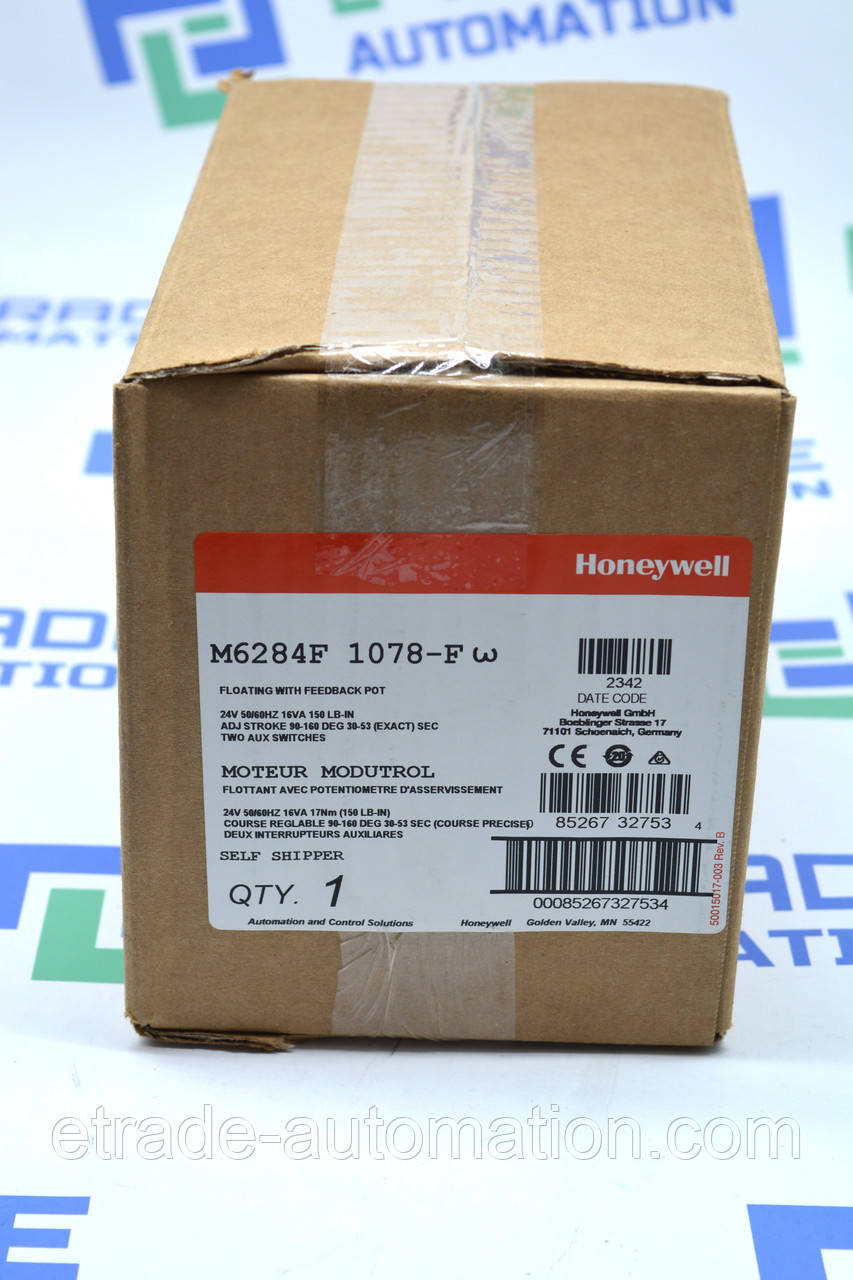 AUTOMATION
Honeywell
M6284F 1078-F ω
2342
DATE CODE
FLOATING WITH FEEDBACK POT
Honeywell GmbH
Boeblinger Strasse 17
71101 Schoenaich, Germany
24V 50/60HZ 16VA 150 LB-IN
ADJ STROKE 90-160 DEG 30-53 (EXACT) SEC
TWO AUX SWITCHES
CE
MOTEUR MODUTROL
FLOTTANT AVEC POTENTIOMETRE D'ASSERVISSEMENT
24V 50/60HZ 16VA 17Nm (150 LB-IN)
COURSE REGLABLE 90-160 DEG 30-53 SEC (COURSE PRECISE)
DEUX INTERRUPTEURS AUXILIARES
0 85267 32753 4
SELF SHIPPER
QTY. 1
00085267327534
50015017-003 Rev. B
Automation and Control Solutions Honeywell Golden Valley, MN 55422
etrade-automation.com